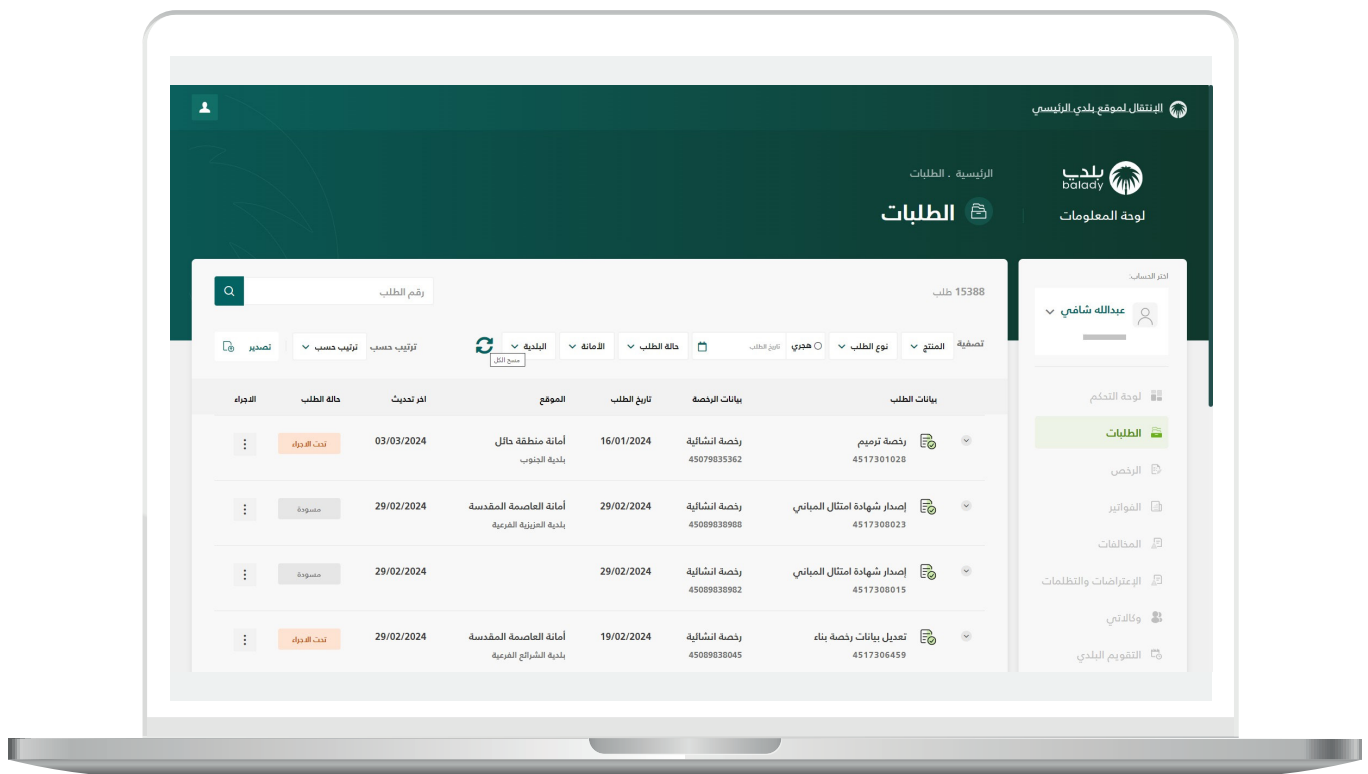 الإنتقال لموقع بلدي الرئيسي
بلدي
balady
لوحة المعلومات
الرئيسية . الطلبات
الطلبات
اختر الحساب:
عبدالله شافي
لوحة التحكم
الطلبات
الرخص
الفواتير
المخالفات
الإعتراضات والتظلمات
وكالاتي
التقويم البلدي
15388 طلب
رقم الطلب
تصفية المنتج نوع الطلب هجري تاريخ الطلب حالة الطلب الأمانة البلدية ترتيب حسب ترتيب حسب تصدير
مسح الكل
بيانات الطلب بيانات الرخصة تاريخ الطلب الموقع اخر تحديث حالة الطلب الاجراء
رخصة ترميم رخصة انشائية 16/01/2024 أمانة منطقة حائل 03/03/2024 تحت الاجراء
4517301028 45079835362 بلدية الجنوب
إصدار شهادة امتثال المباني رخصة انشائية 29/02/2024 أمانة العاصمة المقدسة 29/02/2024 مسودة
4517308023 45089838988 بلدية العزيزية الفرعية
إصدار شهادة امتثال المباني رخصة انشائية 29/02/2024 29/02/2024 مسودة
4517308015 45089838982
تعديل بيانات رخصة بناء رخصة انشائية 19/02/2024 أمانة العاصمة المقدسة 29/02/2024 تحت الاجراء
4517306459 45089838045 بلدية الشرائع الفرعية